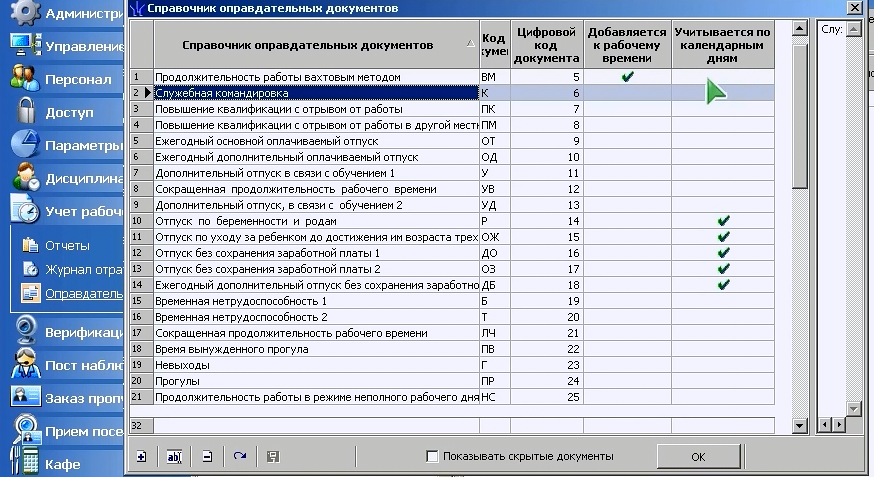 Справочник оправдательных документов
Админист
Управление
Персонал
Доступ
Параметры
Дисциплина
Учет рабоч
Отчеты
Журнал отра
Оправдатель
Верификац
Пост наблю
Заказ проп
Прием посе
Кафе
Справочник оправдательных документов Код Цифровой код документа Добавляется к рабочему времени Учитывается по календарным дням
1 Продолжительность работы вахтовым методом ВМ 5
2 Служебная командировка К 6
3 Повышение квалификации с отрывом от работы ПК 7
4 Повышение квалификации с отрывом от работы в другой мест ПМ 8
5 Ежегодный основной оплачиваемый отпуск ОТ 9
6 Ежегодный дополнительный оплачиваемый отпуск ОД 10
7 Дополнительный отпуск в связи с обучением 1 У 11
8 Сокращенная продолжительность рабочего времени УВ 12
9 Дополнительный отпуск, в связи с обучением 2 УД 13
10 Отпуск по беременности и родам Р 14
11 Отпуск по уходу за ребенком до достижения им возраста трех ОЖ 15
12 Отпуск без сохранения заработной платы 1 ДО 16
13 Отпуск без сохранения заработной платы 2 ОЗ 17
14 Ежегодный дополнительный отпуск без сохранения заработно ДБ 18
15 Временная нетрудоспособность 1 Б 19
16 Временная нетрудоспособность 2 Т 20
17 Сокращенная продолжительность рабочего времени ЛЧ 21
18 Время вынужденного прогула ПВ 22
19 Невыходы Г 23
20 Прогулы ПР 24
21 Продолжительность работы в режиме неполного рабочего дня НС 25
32
Слу:
ab
Показывать скрытые документы
OK